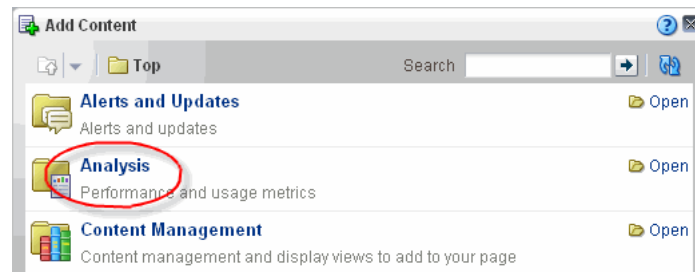 Add Content
Top Search
Alerts and Updates Open
Alerts and updates
Analysis Open
Performance and usage metrics
Content Management Open
Content management and display views to add to your page